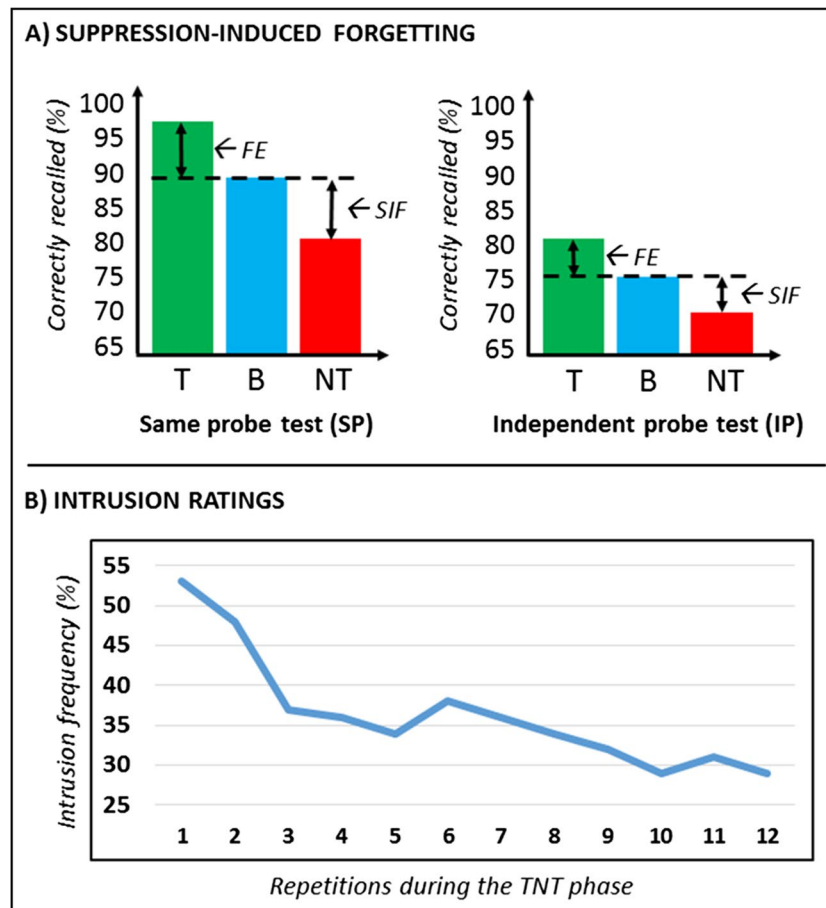 A) SUPPRESSION-INDUCED FORGETTING
Correctly recalled (%)
100
95
90
85
80
75
70
65
← FE
← SIF
T B NT
Same probe test (SP)
Correctly recalled (%)
100
95
90
85
80
75
70
65
← FE
← SIF
T B NT
Independent probe test (IP)
B) INTRUSION RATINGS
Intrusion frequency (%)
55
50
45
40
35
30
25
1 2 3 4 5 6 7 8 9 10 11 12
Repetitions during the TNT phase